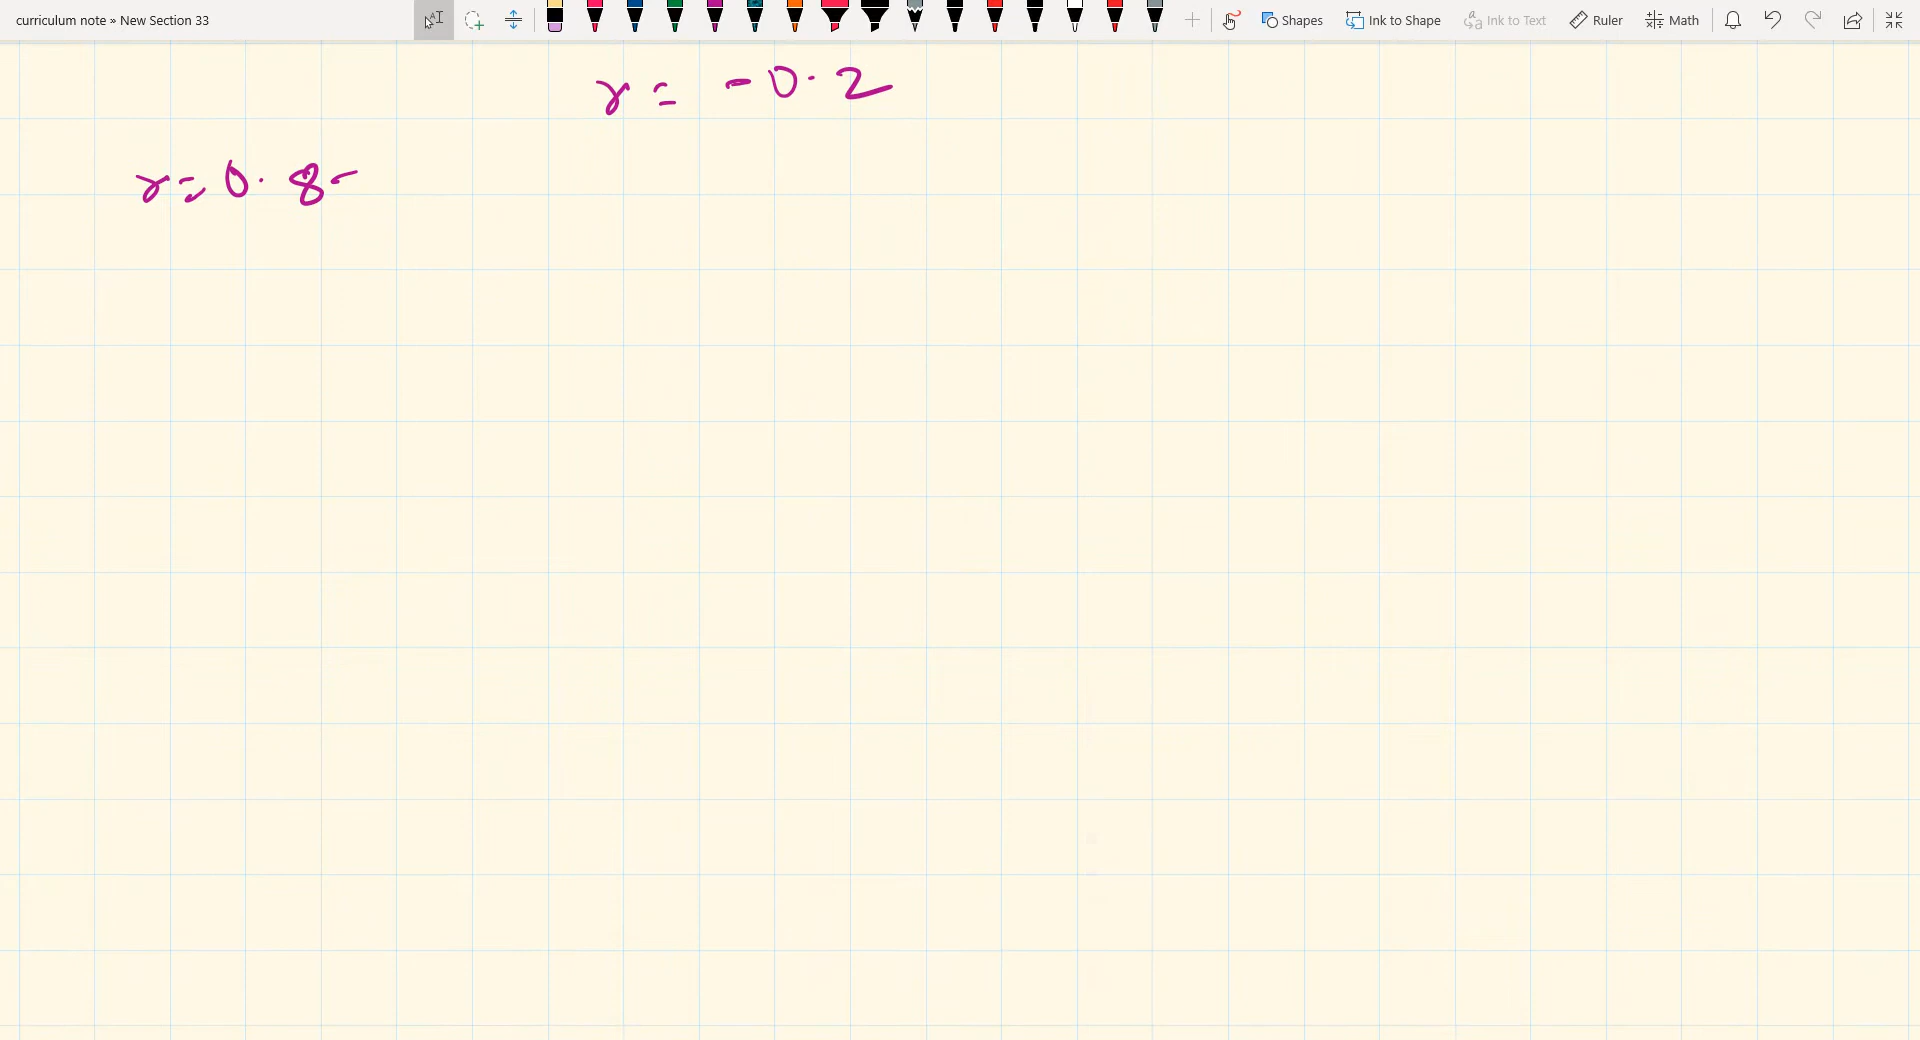 curriculum note » New Section 33
Shapes
Ink to Shape
Ink to Text
Ruler
Math
r = -0.2
r = 0.8-